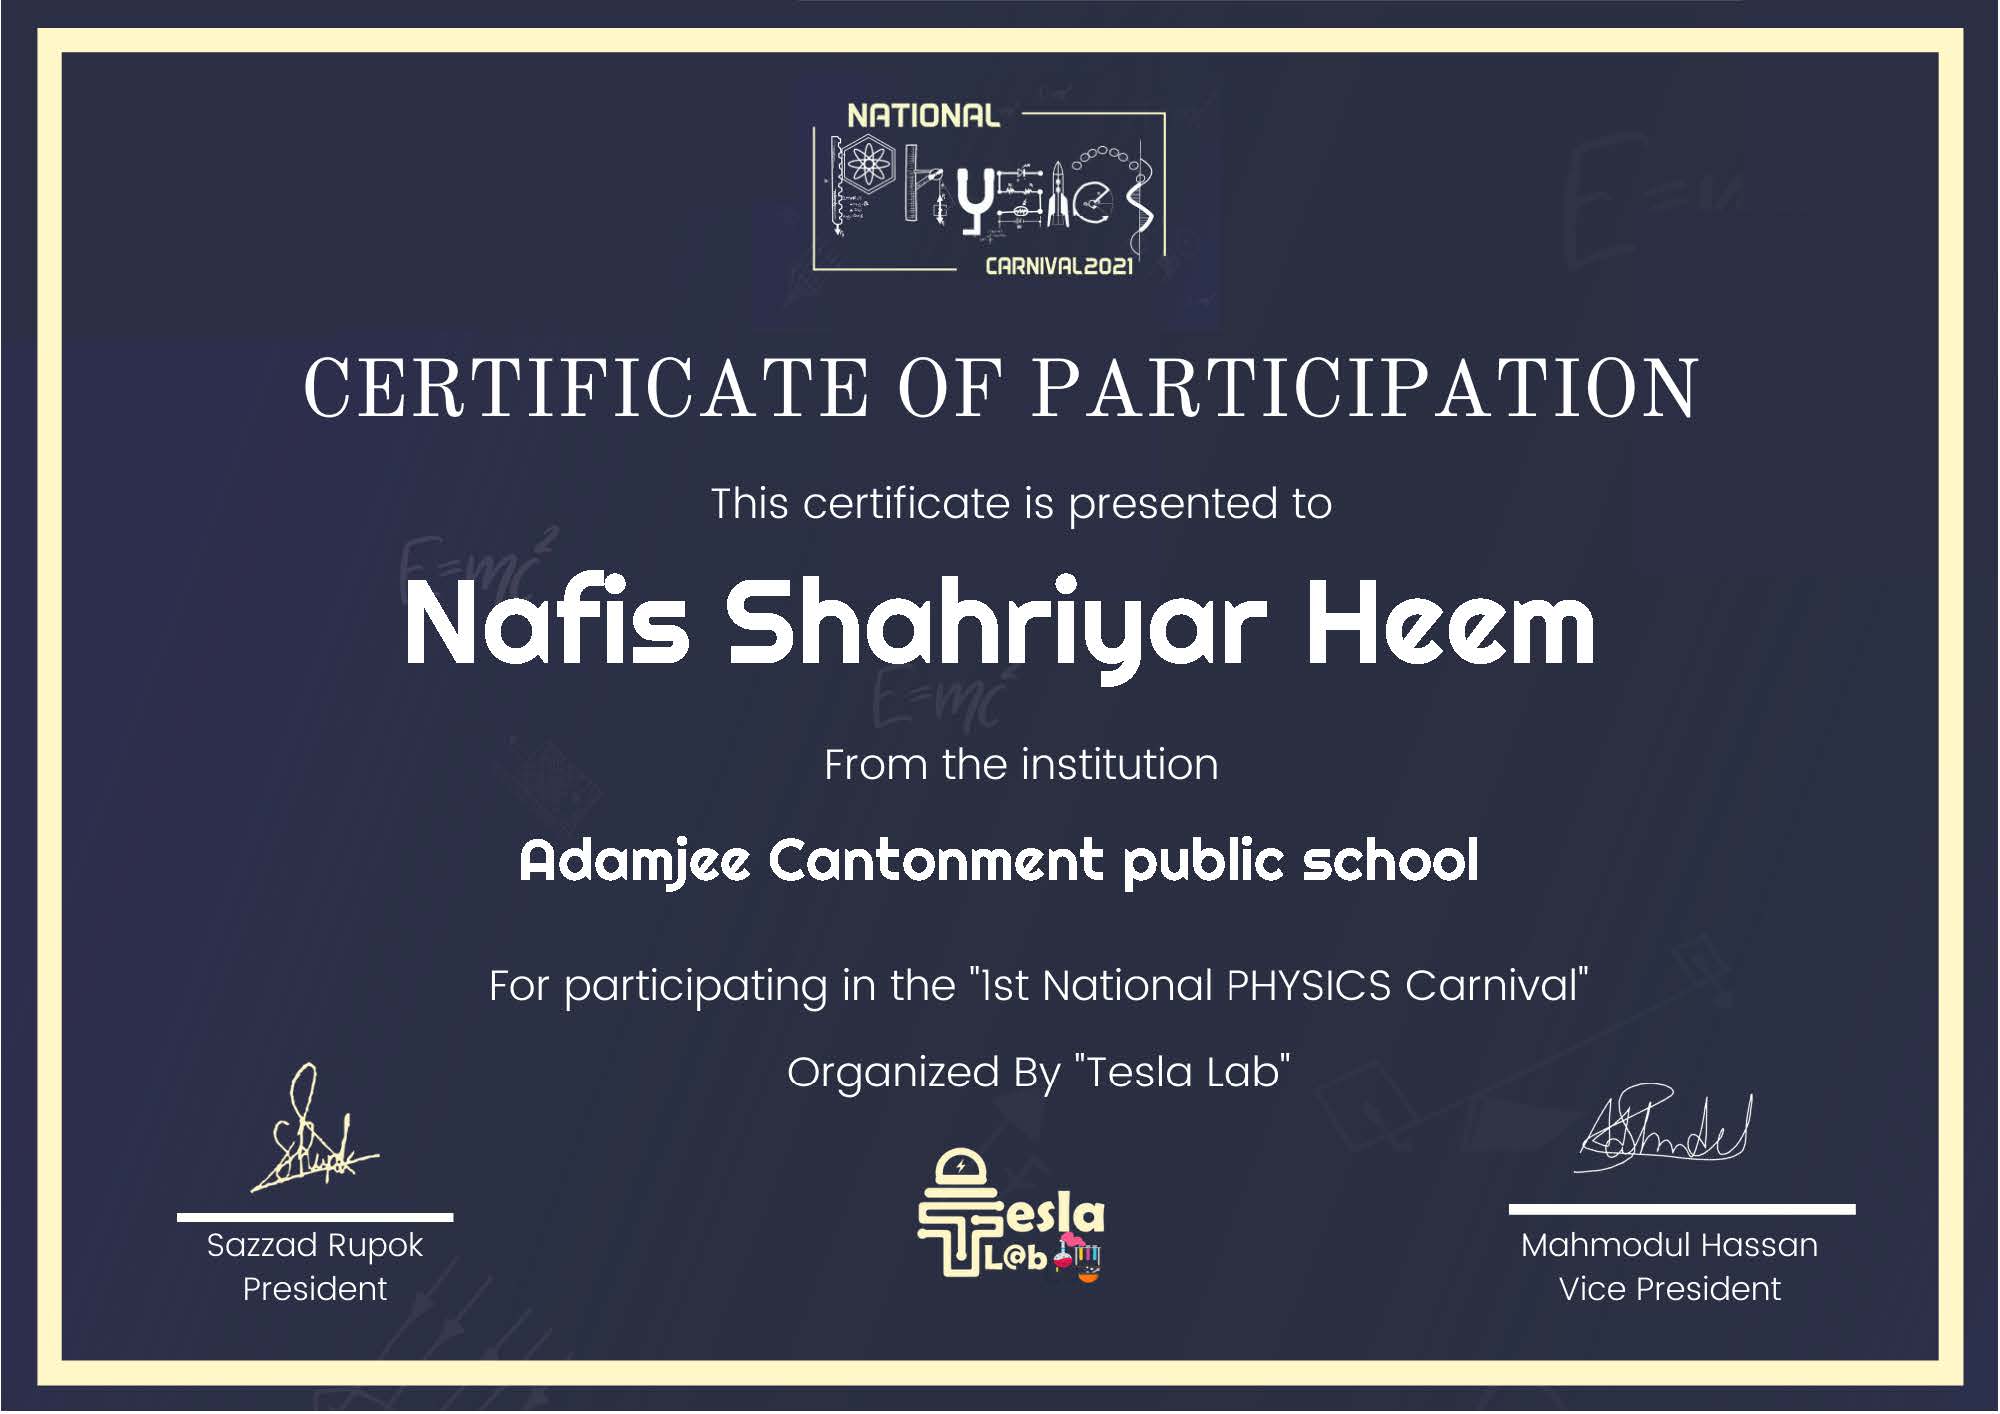 NATIONAL
PHYSICS
CARNIVAL2021
CERTIFICATE OF PARTICIPATION
This certificate is presented to
E=mc²
Nafis Shahriyar Heem
E=mc²
From the institution
Adamjee Cantonment public school
For participating in the "1st National PHYSICS Carnival"
Organized By "Tesla Lab"
Tesla
L@b
Sazzad Rupok
President
Mahmodul Hassan
Vice President